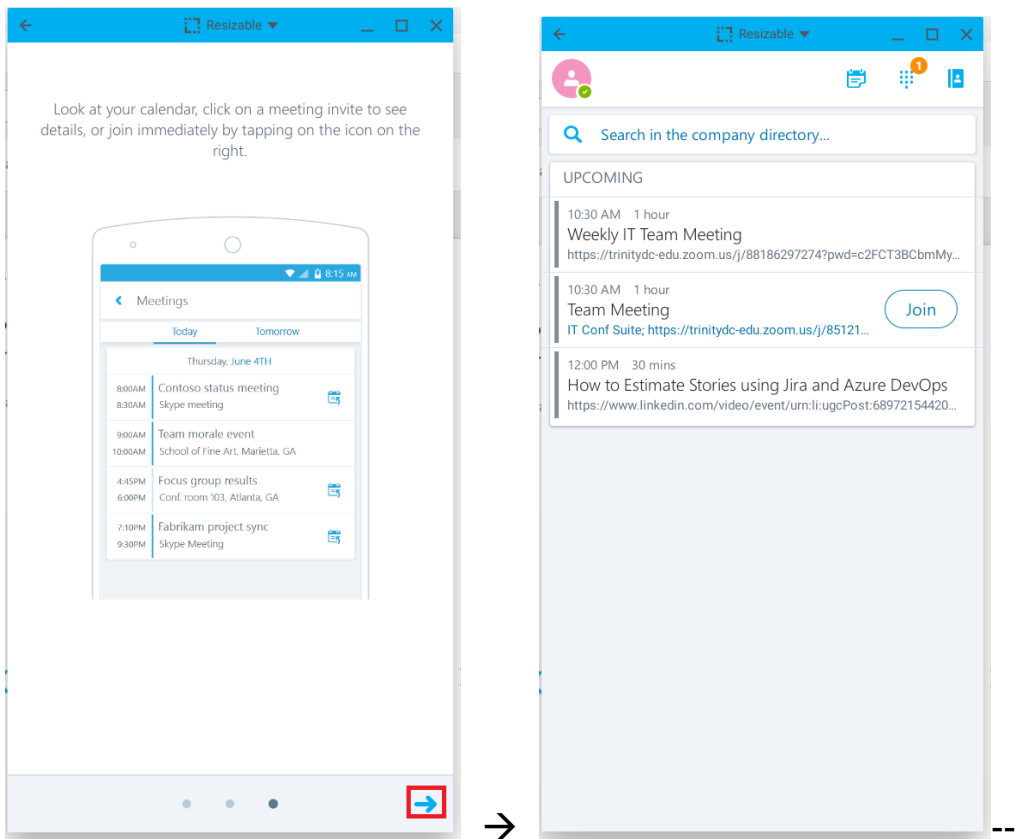 Resizable
Look at your calendar, click on a meeting invite to see
details, or join immediately by tapping on the icon on the
right.
8:15 AM
Meetings
Today Tomorrow
Thursday, June 4TH
8:00AM Contoso status meeting
8:30AM Skype meeting
9:00AM Team morale event
10:00AM School of Fine Art, Marietta, GA
4:45PM Focus group results
6:00PM Conf. room 103, Atlanta, GA
7:10PM Fabrikam project sync
9:30PM Skype Meeting
→
Resizable
1
Search in the company directory...
UPCOMING
10:30 AM 1 hour
Weekly IT Team Meeting
https://trinitydc-edu.zoom.us/j/88186297274?pwd=c2FCT3BCbmMy...
10:30 AM 1 hour
Team Meeting
Join
IT Conf Suite; https://trinitydc-edu.zoom.us/j/85121...
12:00 PM 30 mins
How to Estimate Stories using Jira and Azure DevOps
https://www.linkedin.com/video/event/urn:li:ugcPost:68972154420...
--